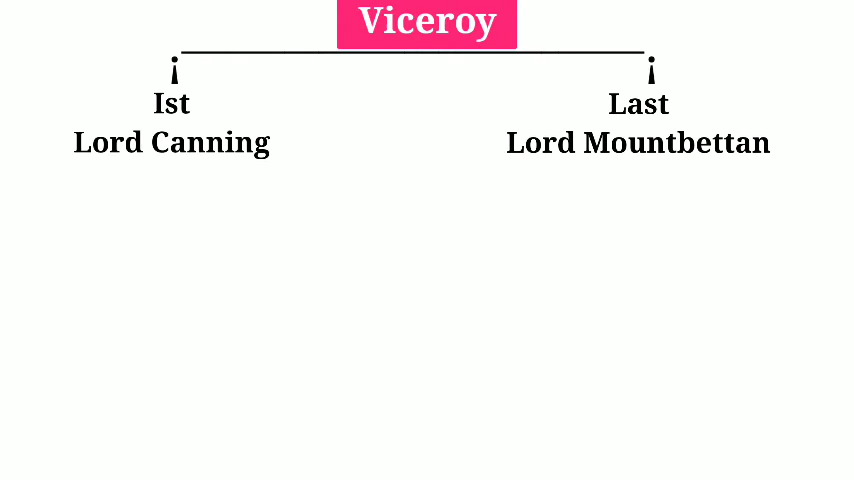 Viceroy
Ist
Lord Canning
Last
Lord Mountbettan